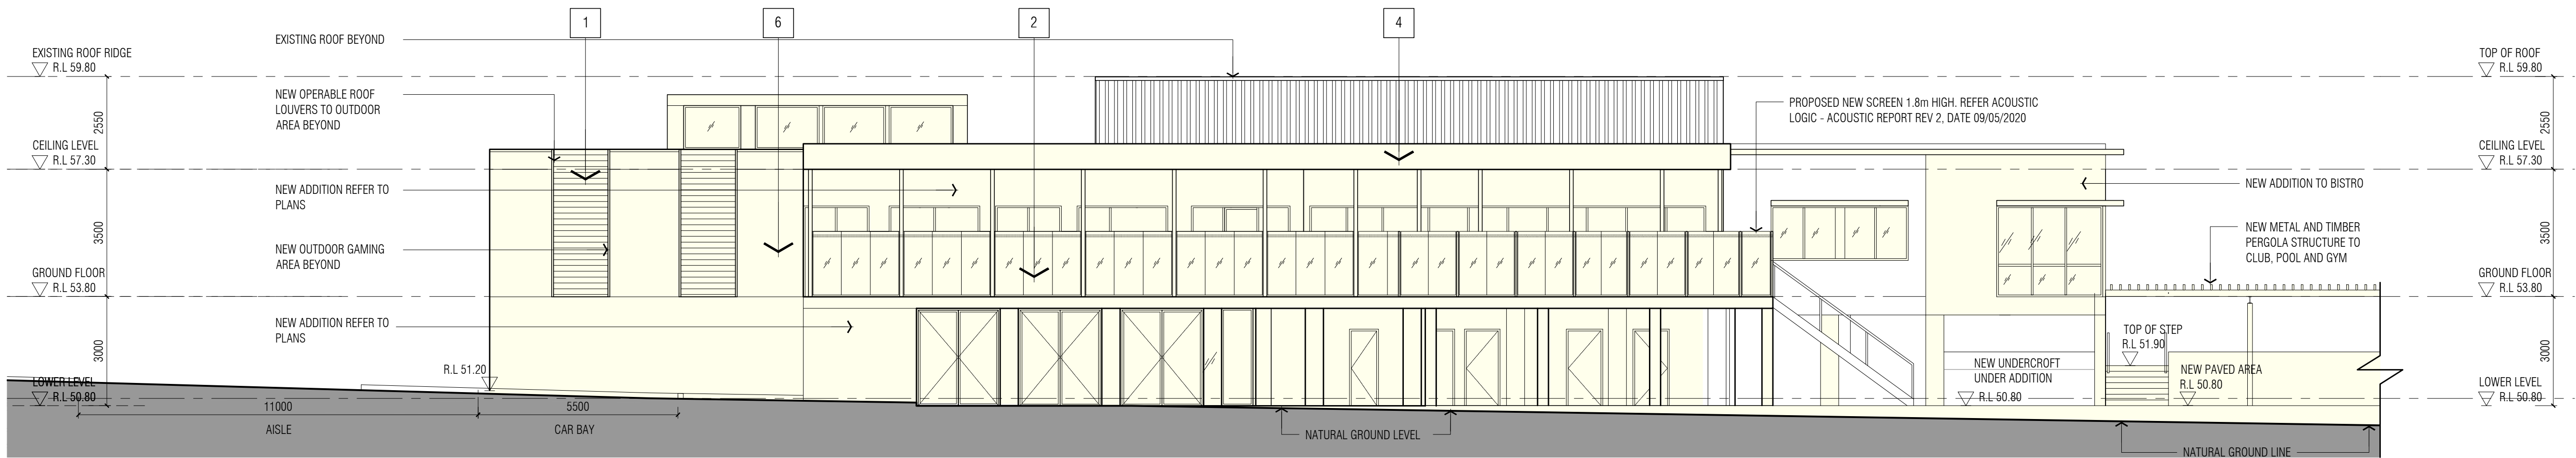 1
6
2
4
EXISTING ROOF BEYOND
EXISTING ROOF RIDGE
R.L 59.80
TOP OF ROOF
R.L 59.80
NEW OPERABLE ROOF
LOUVERS TO OUTDOOR
AREA BEYOND
2550
PROPOSED NEW SCREEN 1.8m HIGH. REFER ACOUSTIC
LOGIC - ACOUSTIC REPORT REV 2, DATE 09/05/2020
2550
CEILING LEVEL
R.L 57.30
CEILING LEVEL
R.L 57.30
NEW ADDITION REFER TO
PLANS
NEW ADDITION TO BISTRO
3500
NEW OUTDOOR GAMING
AREA BEYOND
NEW METAL AND TIMBER
PERGOLA STRUCTURE TO
CLUB, POOL AND GYM
3500
GROUND FLOOR
R.L 53.80
GROUND FLOOR
R.L 53.80
NEW ADDITION REFER TO
PLANS
3000
TOP OF STEP
R.L 51.90
3000
R.L 51.20
NEW UNDERCROFT
UNDER ADDITION
NEW PAVED AREA
R.L 50.80
LOWER LEVEL
R.L 50.80
R.L 50.80
LOWER LEVEL
R.L 50.80
11000
5500
AISLE
CAR BAY
NATURAL GROUND LEVEL
NATURAL GROUND LINE